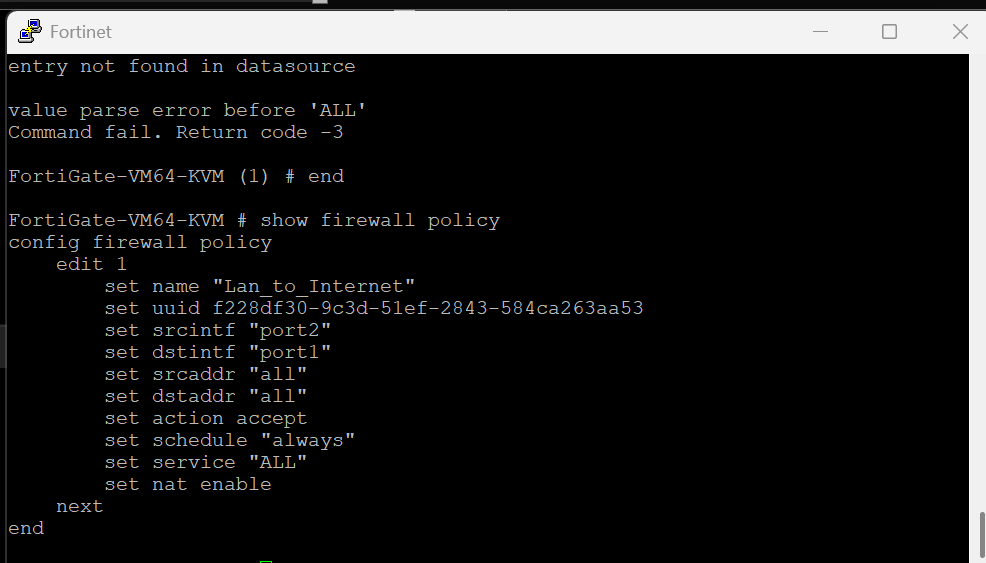 Fortinet
entry not found in datasource
value parse error before 'ALL'
Command fail. Return code -3
FortiGate-VM64-KVM (1) # end
FortiGate-VM64-KVM # show firewall policy
config firewall policy
    edit 1
        set name "Lan_to_Internet"
        set uuid f228df30-9c3d-51ef-2843-584ca263aa53
        set srcintf "port2"
        set dstintf "port1"
        set srcaddr "all"
        set dstaddr "all"
        set action accept
        set schedule "always"
        set service "ALL"
        set nat enable
    next
end